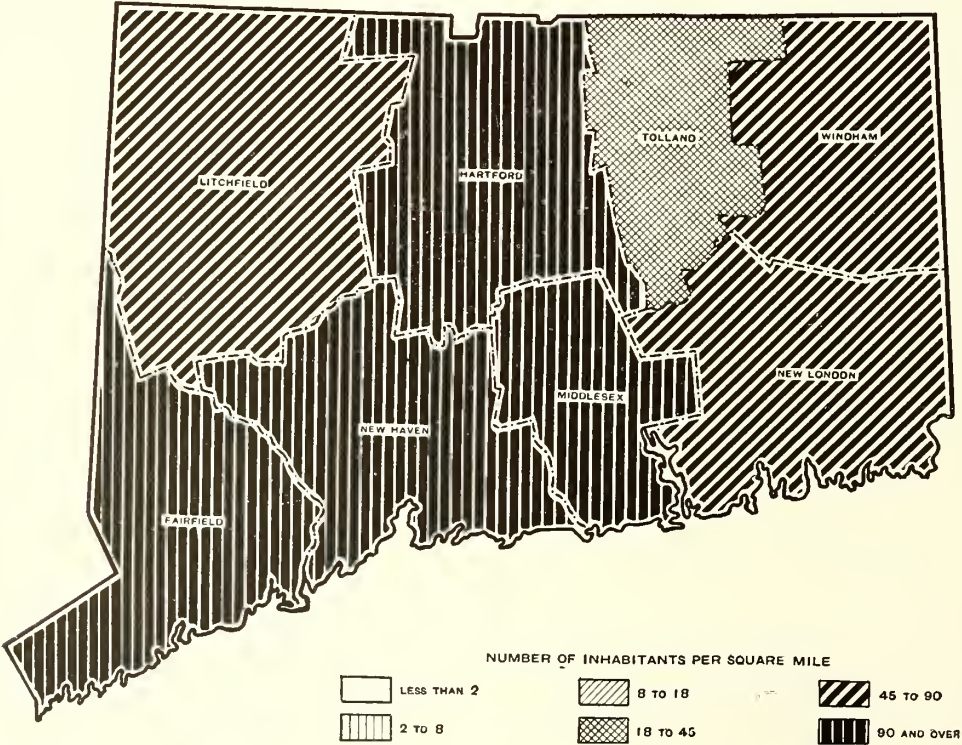 TOLLAND
WINDHAM
HARTFORD
LITCHFIELD
NEW LONDON
MIDDLESEX
NEW HAVEN
FAIRFIELD
NUMBER OF INHABITANTS PER SQUARE MILE
LESS THAN 2
8 TO 18
45 TO 90
2 TO 8
18 TO 45
90 AND OVER